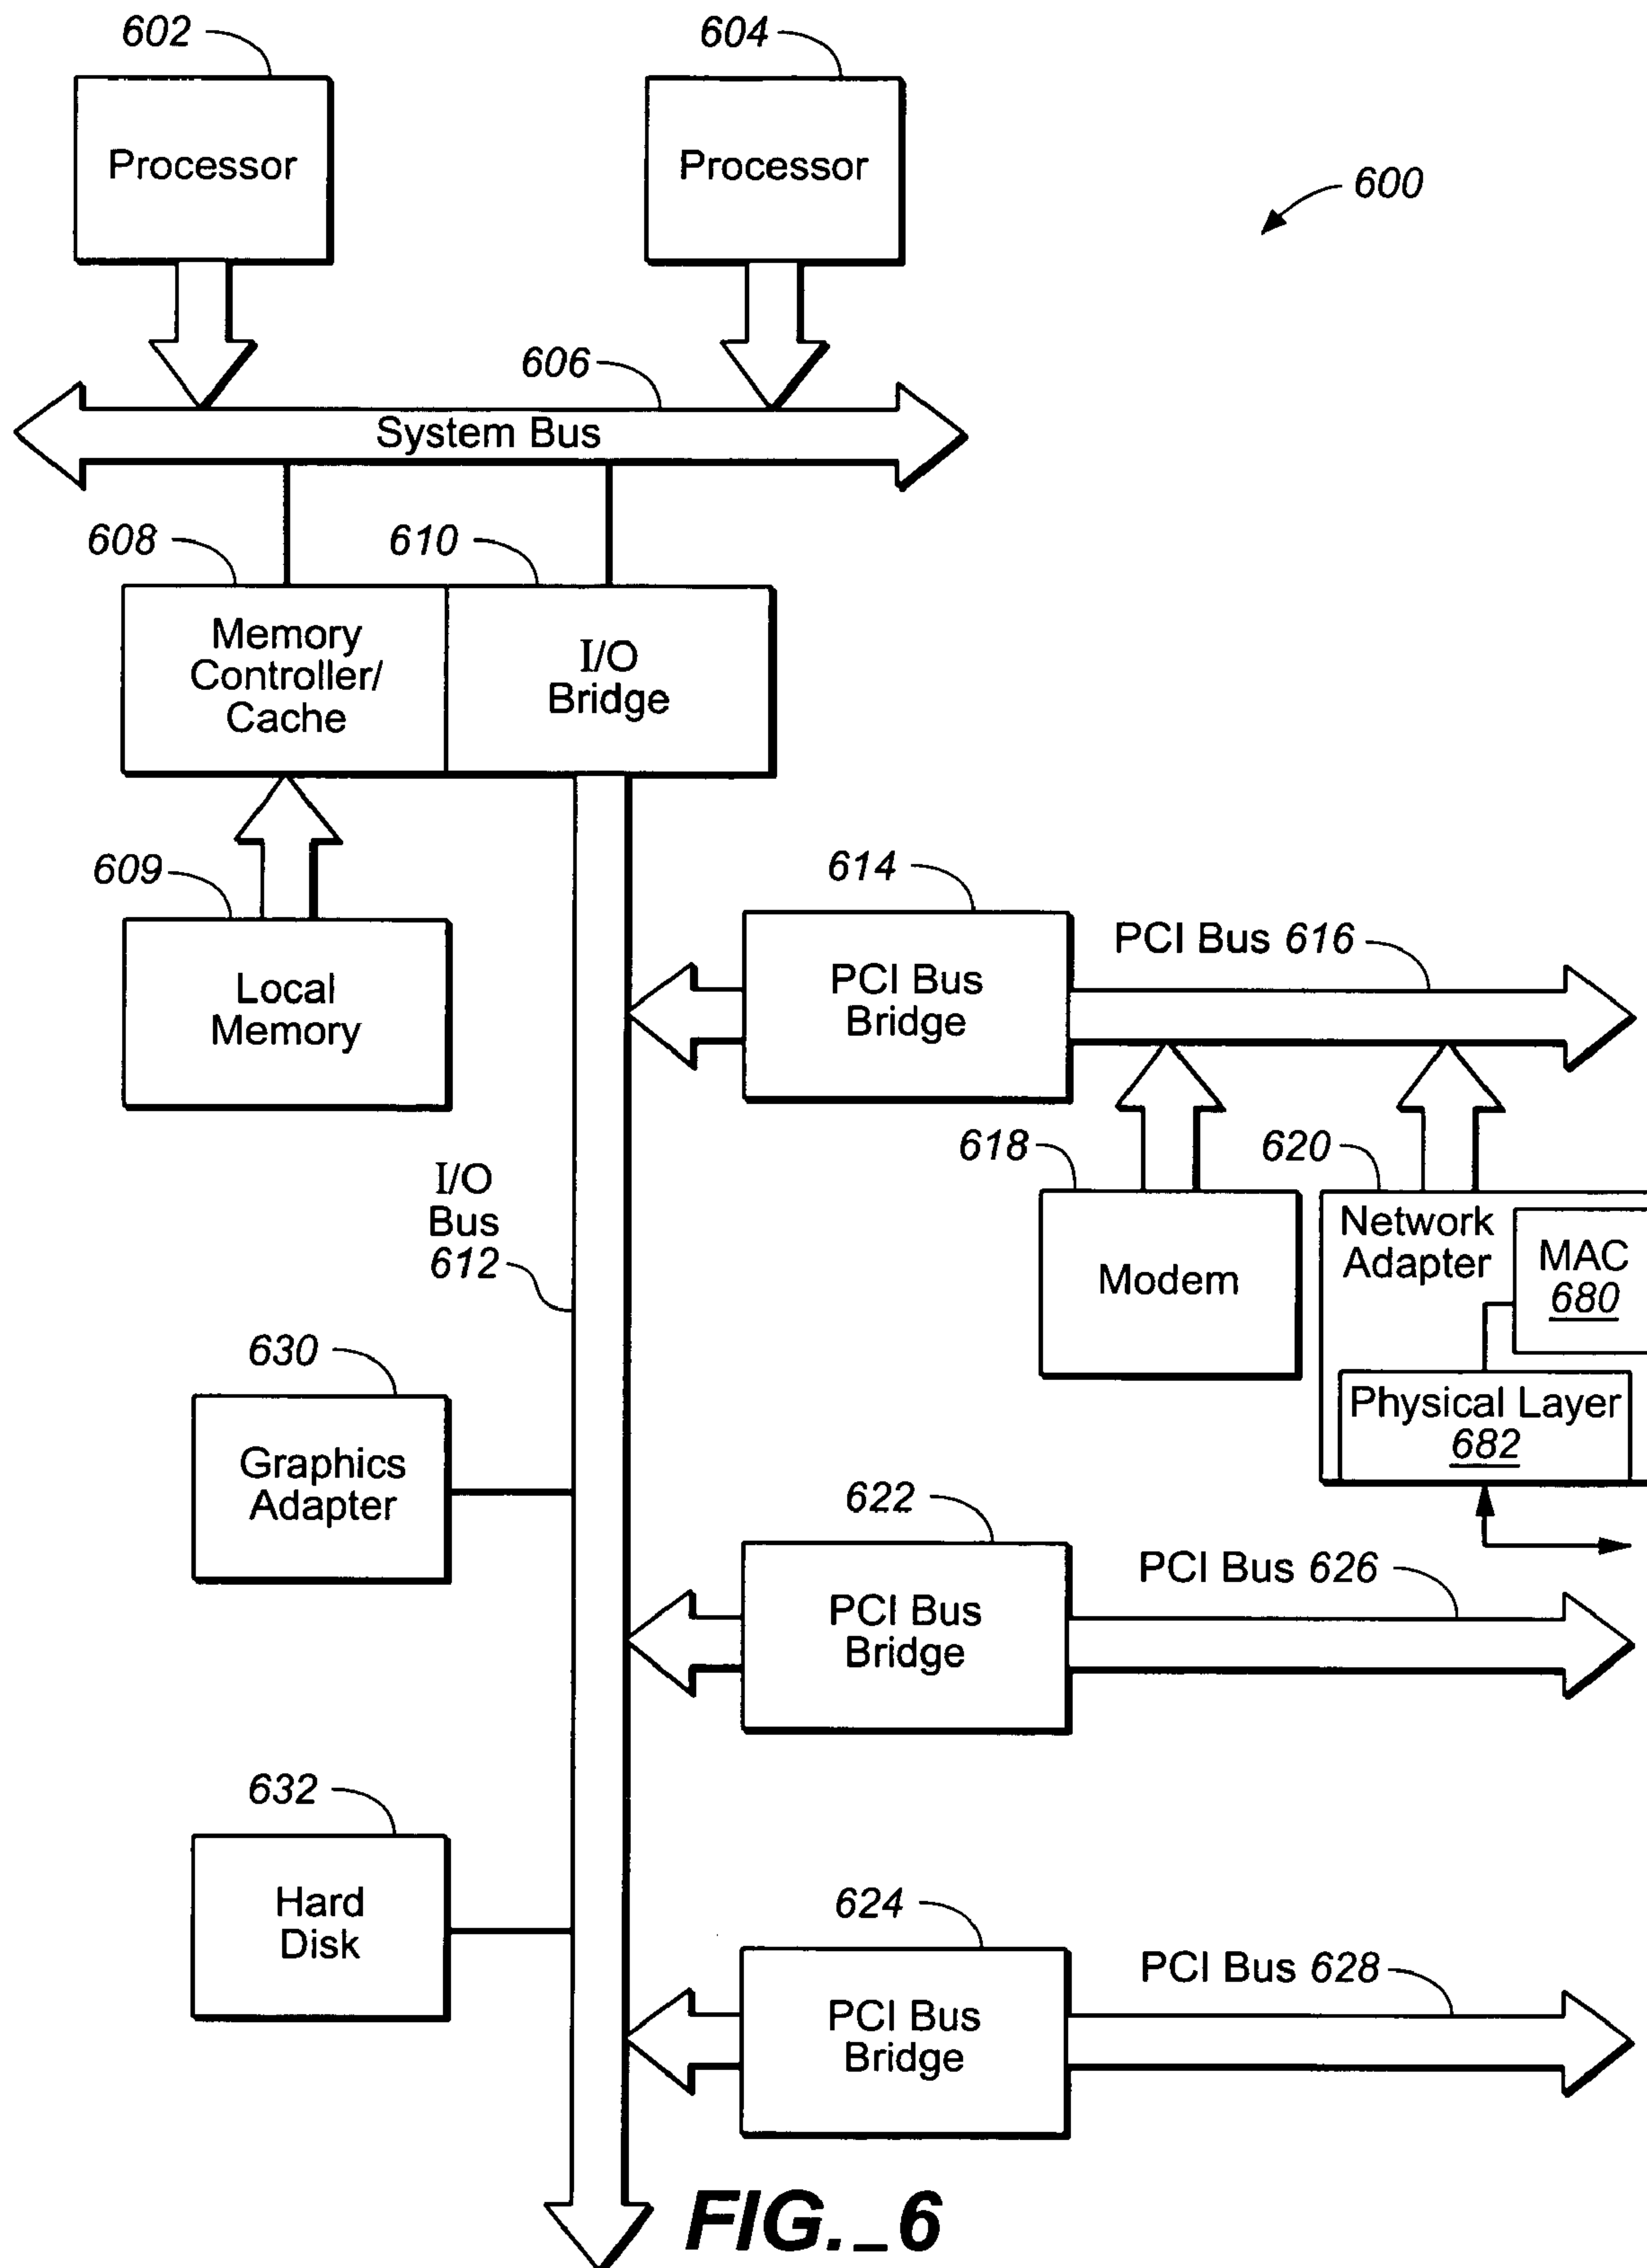 602
604
Processor
Processor
600
606
System Bus
608
610
Memory
Controller/
Cache
I/O
Bridge
609
Local
Memory
614
PCI Bus
Bridge
PCI Bus 616
618
620
Modem
Network
Adapter
MAC
680
Physical Layer
682
I/O
Bus
612
630
Graphics
Adapter
622
PCI Bus
Bridge
PCI Bus 626
632
Hard
Disk
624
PCI Bus
Bridge
PCI Bus 628
FIG._6